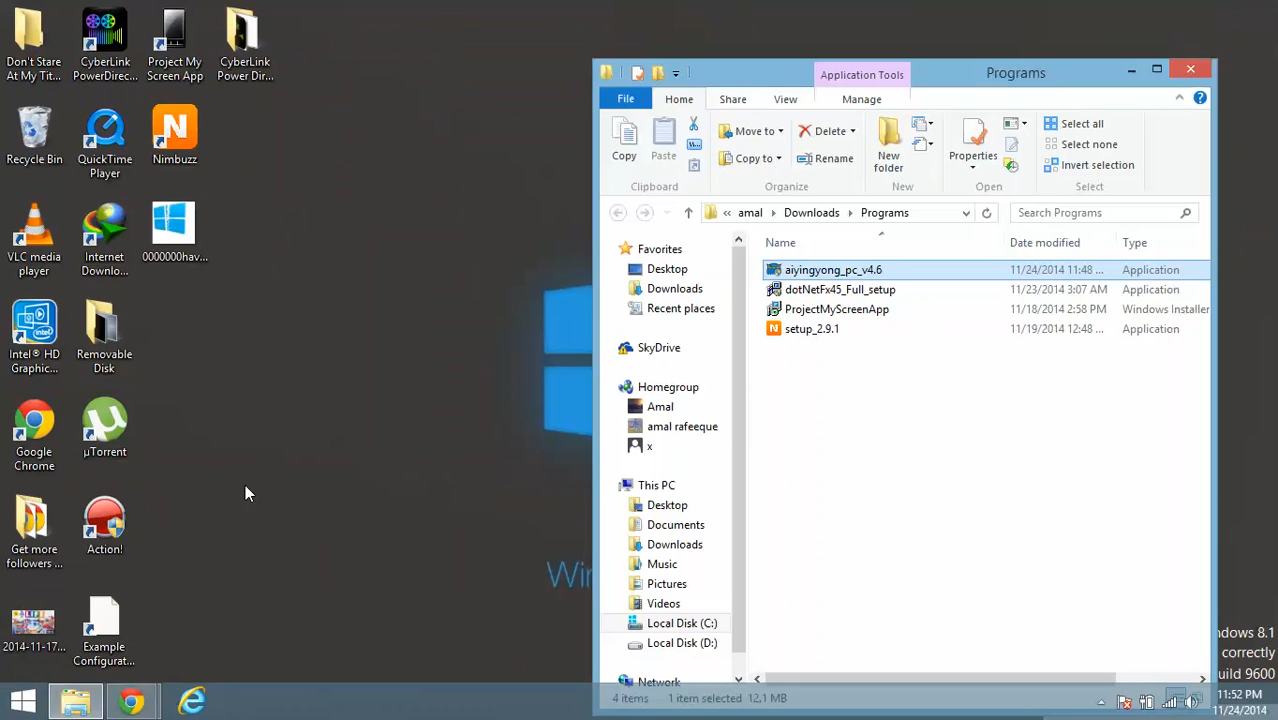 Don't Stare
At My Tit...
CyberLink
PowerDirec...
Project My
Screen App
CyberLink
Power Dir...
Recycle Bin
QuickTime
Player
Nimbuzz
VLC media
player
Internet
Downlo...
0000000hav...
Intel® HD
Graphic...
Removable
Disk
Google
Chrome
µTorrent
Get more
followers ...
Action!
2014-11-17...
Example
Configurat...
Application Tools
Programs
File
Home
Share
View
Manage
Copy
Paste
Move to
Copy to
Delete
Rename
New
folder
Properties
Select all
Select none
Invert selection
Clipboard
Organize
New
Open
Select
« amal
Downloads
Programs
Search Programs
Name
Date modified
Type
aiyingyong_pc_v4.6
11/24/2014 11:48 ...
Application
dotNetFx45_Full_setup
11/23/2014 3:07 AM
Application
ProjectMyScreenApp
11/18/2014 2:58 PM
Windows Installer
setup_2.9.1
11/19/2014 12:48 ...
Application
Favorites
Desktop
Downloads
Recent places
SkyDrive
Homegroup
Amal
amal rafeeque
x
This PC
Desktop
Documents
Downloads
Music
Pictures
Videos
Local Disk (C:)
Local Disk (D:)
Network
4 items
1 item selected 12.1 MB
Win
ndows 8.1
correctly
uild 9600
11:52 PM
11/24/2014